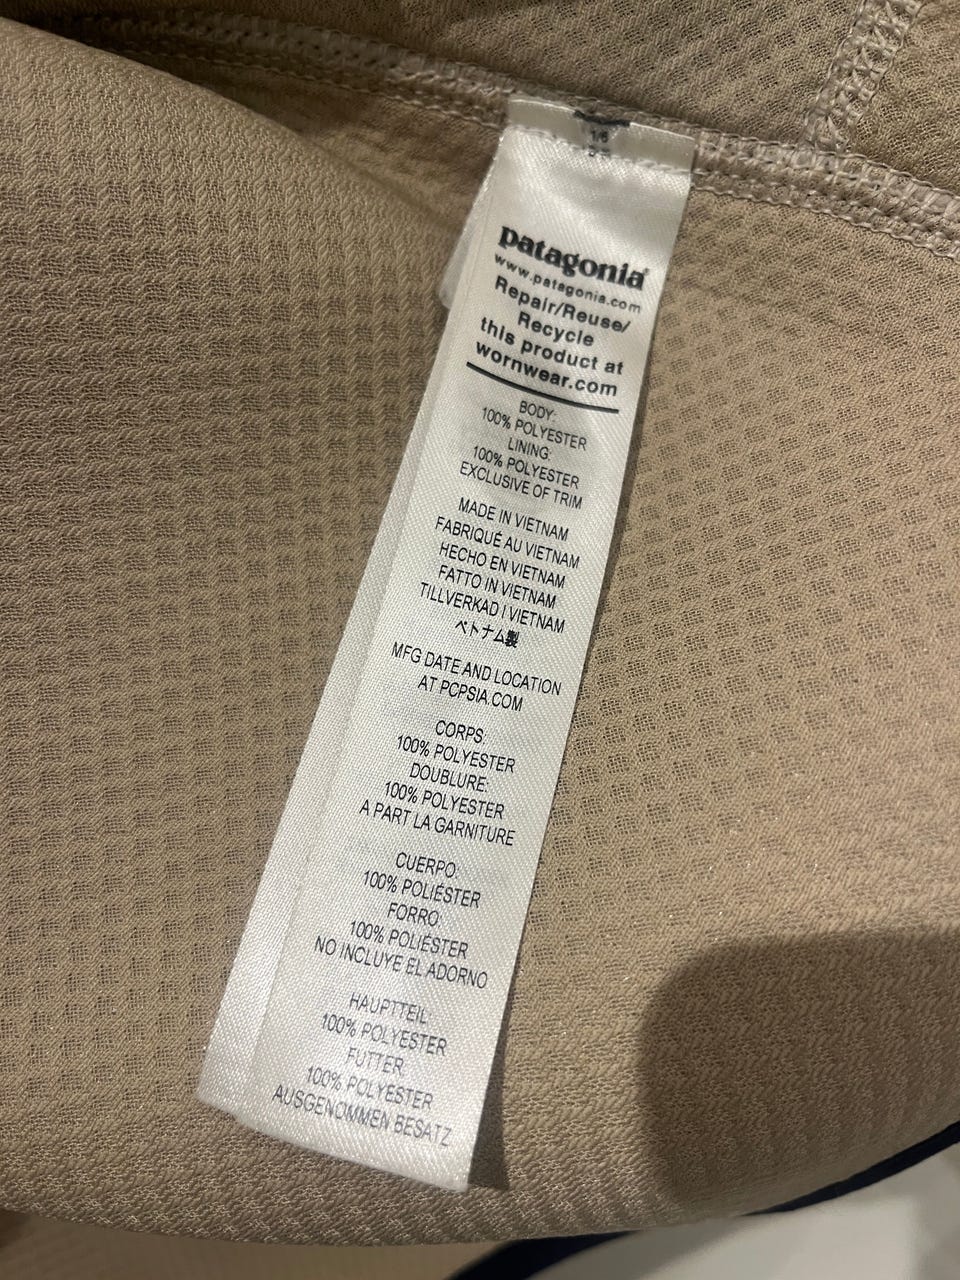 1/6
patagonia®
www.patagonia.com
Repair/Reuse/
Recycle
this product at
wornwear.com
BODY:
100% POLYESTER
LINING:
100% POLYESTER
EXCLUSIVE OF TRIM
MADE IN VIETNAM
FABRIQUÉ AU VIETNAM
HECHO EN VIETNAM
FATTO IN VIETNAM
TILLVERKAD I VIETNAM
ベトナム製
MFG DATE AND LOCATION
AT PCPSIA.COM
CORPS:
100% POLYESTER
DOUBLURE:
100% POLYESTER
A PART LA GARNITURE
CUERPO:
100% POLIÉSTER
FORRO:
100% POLIÉSTER
NO INCLUYE EL ADORNO
HAUPTTEIL
100% POLYESTER
FUTTER:
100% POLYESTER
AUSGENOMMEN BESATZ